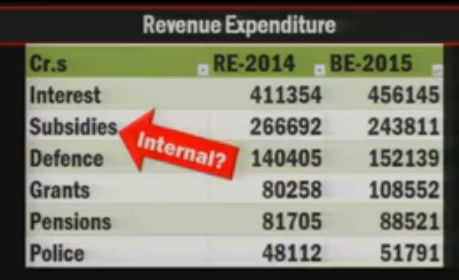 Revenue Expenditure
Cr.s RE-2014 BE-2015
Interest 411354 456145
Subsidies 266692 243811
Internal?
Defence 140405 152139
Grants 80258 108552
Pensions 81705 88521
Police 48112 51791